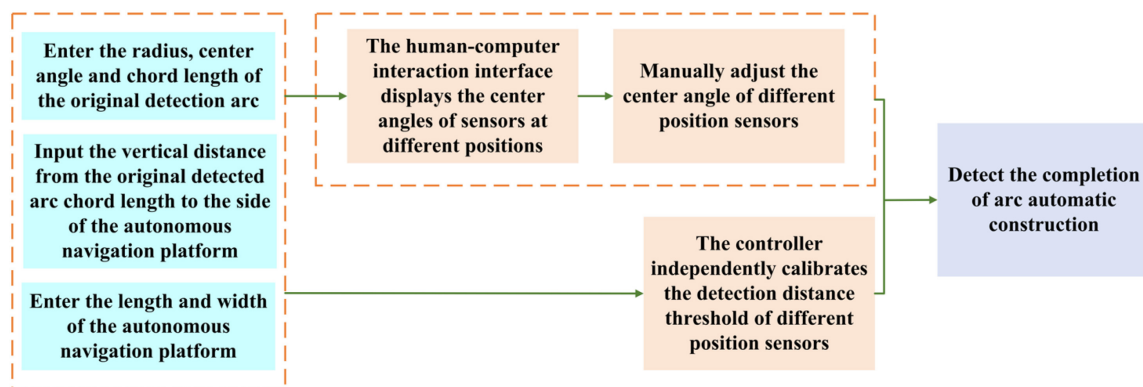 Enter the radius, center
angle and chord length of
the original detection arc
Input the vertical distance
from the original detected
arc chord length to the side
of the autonomous
navigation platform
Enter the length and width
of the autonomous
navigation platform
The human-computer
interaction interface
displays the center
angles of sensors at
different positions
Manually adjust the
center angle of different
position sensors
The controller
independently calibrates
the detection distance
threshold of different
position sensors
Detect the completion
of arc automatic
construction